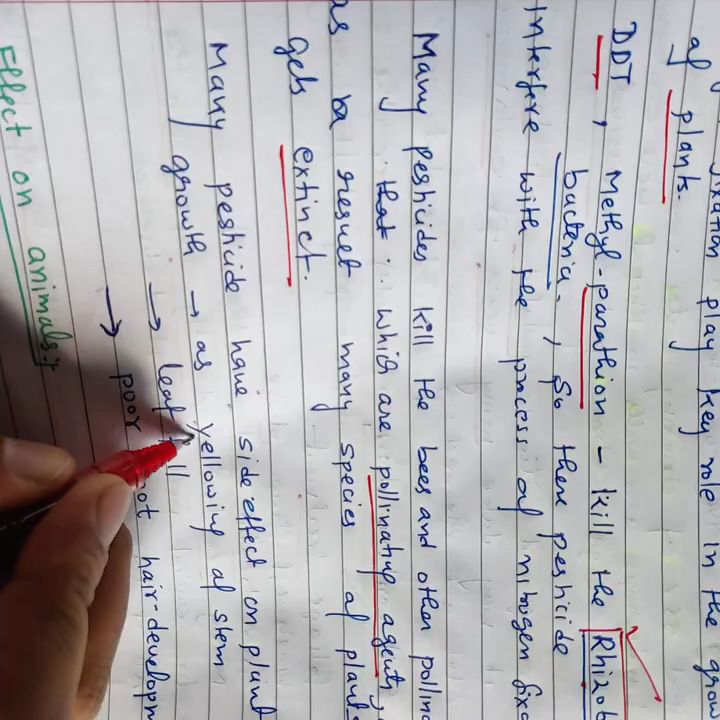 fixation play key role in the grow
of plants.
DDT, Methyl-parathion - kill the Rhizob
bacteria, So these pesticide
interfere with the process of nitrogen fixa
Many pesticides kill the bees and other pollina
that which are pollinative agents,
as a result many species of plants
gets extinct.
Many pesticide have side effect on plant
growth → as yellowing of stem
→ leaf
→ poor hair-developm
Effect on animals: